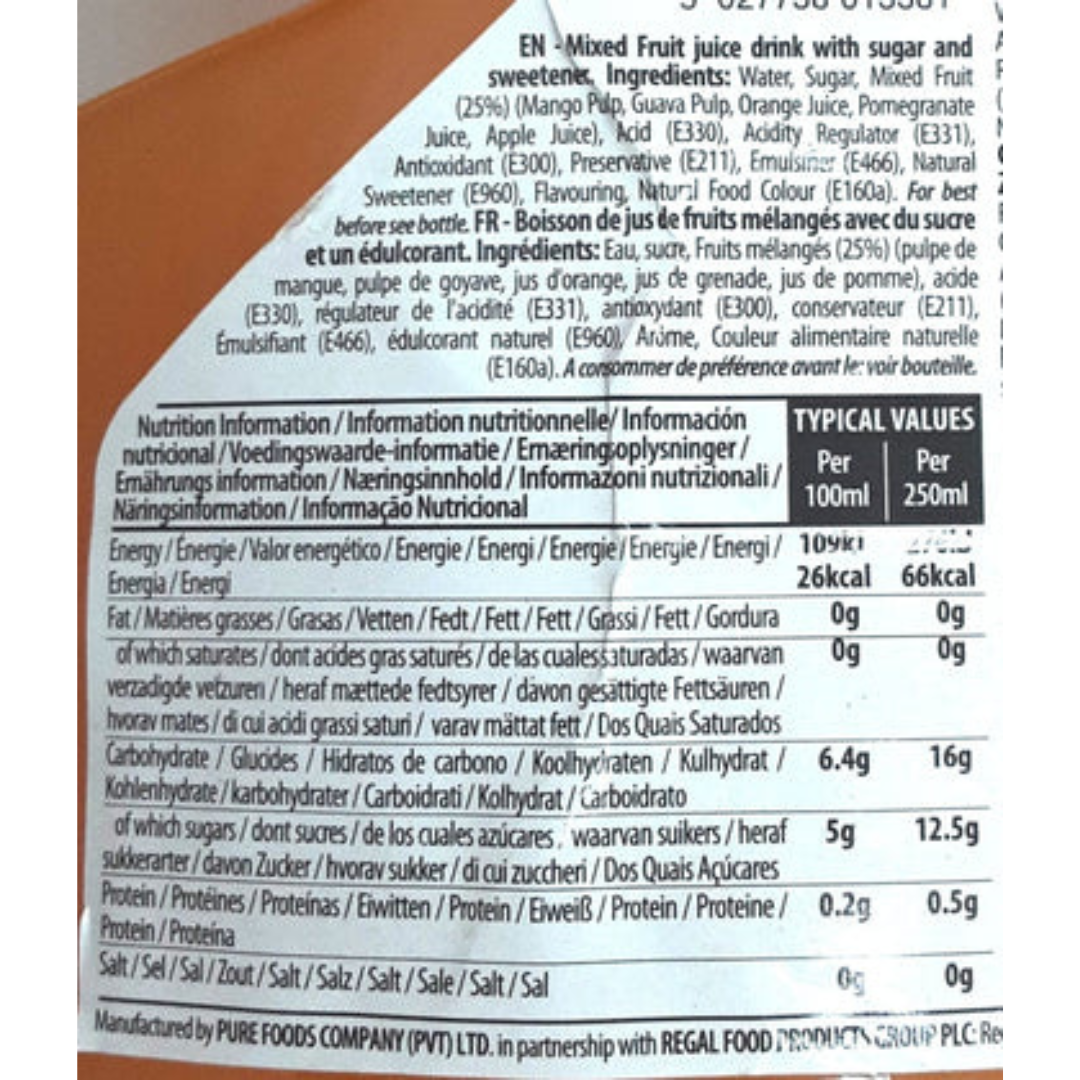 EN - Mixed Fruit juice drink with sugar and
sweetener. Ingredients: Water, Sugar, Mixed Fruit
(25%) (Mango Pulp, Guava Pulp, Orange Juice, Pomegranate
Juice, Apple Juice), Acid (E330), Acidity Regulator (E331),
Antioxidant (E300), Preservative (E211), Emulsifier (E466), Natural
Sweetener (E960), Flavouring, Natural Food Colour (E160a). For best
before see bottle. FR - Boisson de jus de fruits mélangés avec du sucre
et un édulcorant. Ingrédients: Eau, sucre, Fruits mélangés (25%) (pulpe de
mangue, pulpe de goyave, jus d'orange, jus de grenade, jus de pomme), acide
(E330), régulateur de l'acidité (E331), antioxydant (E300), conservateur (E211),
Émulsifiant (E466), édulcorant naturel (E960), Arôme, Couleur alimentaire naturelle
(E160a). A consommer de préférence avant le: voir bouteille.
Nutrition Information / Information nutritionnelle / Información
nutricional / Voedingswaarde-informatie / Ernæringsoplysninger /
Ernährungs information / Næringsinnhold / Informazoni nutrizionali /
Näringsinformation / Informação Nutricional
TYPICAL VALUES
Per 100ml
Per 250ml
Energy / Énergie / Valor energético / Energie / Energi / Energie / Energie / Energi / 109kj
Energia / Energi 26kcal 66kcal
Fat / Matières grasses / Grasas / Vetten / Fedt / Fett / Fett / Grassi / Fett / Gordura 0g 0g
of which saturates / dont acides gras saturés / de las cuales saturadas / waarvan 0g 0g
verzadigde vetzuren / heraf mættede fedtsyrer / davon gesättigte Fettsäuren /
hvorav mates / di cui acidi grassi saturi / varav mättat fett / Dos Quais Saturados
Carbohydrate / Glucides / Hidratos de carbono / Koolhydraten / Kulhydrat / 6.4g 16g
Kohlenhydrate / karbohydrater / Carboidrati / Kolhydrat / Carboidrato
of which sugars / dont sucres / de los cuales azúcares, waarvan suikers / heraf 5g 12.5g
sukkerarter / davon Zucker / hvorav sukker / di cui zuccheri / Dos Quais Açúcares
Protein / Protéines / Proteínas / Eiwitten / Protein / Eiweiß / Protein / Proteine / 0.2g 0.5g
Protein / Proteína
Salt / Sel / Sal / Zout / Salt / Salz / Salt / Sale / Salt / Sal 0g 0g
Manufactured by PURE FOODS COMPANY (PVT) LTD. in partnership with REGAL FOOD PRODUCTS GROUP PLC: